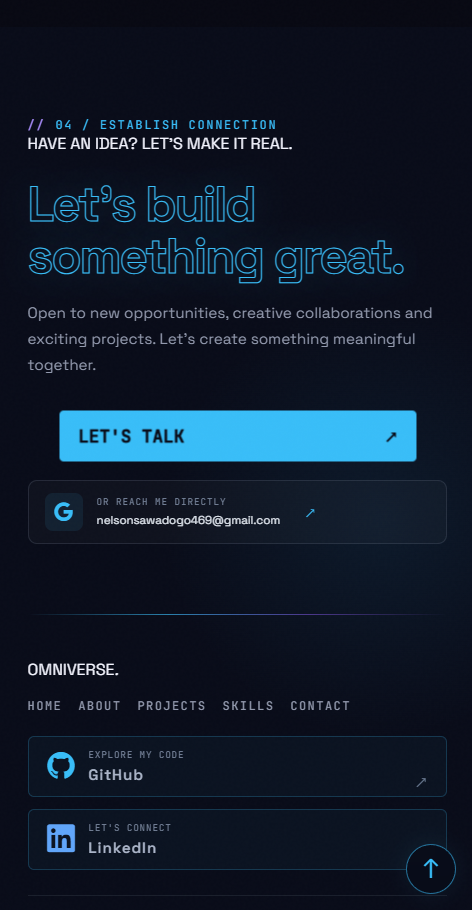 // 04 / ESTABLISH CONNECTION
HAVE AN IDEA? LET’S MAKE IT REAL.
Let’s build
something great.
Open to new opportunities, creative collaborations and
exciting projects. Let’s create something meaningful
together.
LET'S TALK ↗
OR REACH ME DIRECTLY
nelsonsawadogo469@gmail.com ↗
OMNIVERSE.
HOME ABOUT PROJECTS SKILLS CONTACT
EXPLORE MY CODE
GitHub ↗
LET'S CONNECT
LinkedIn